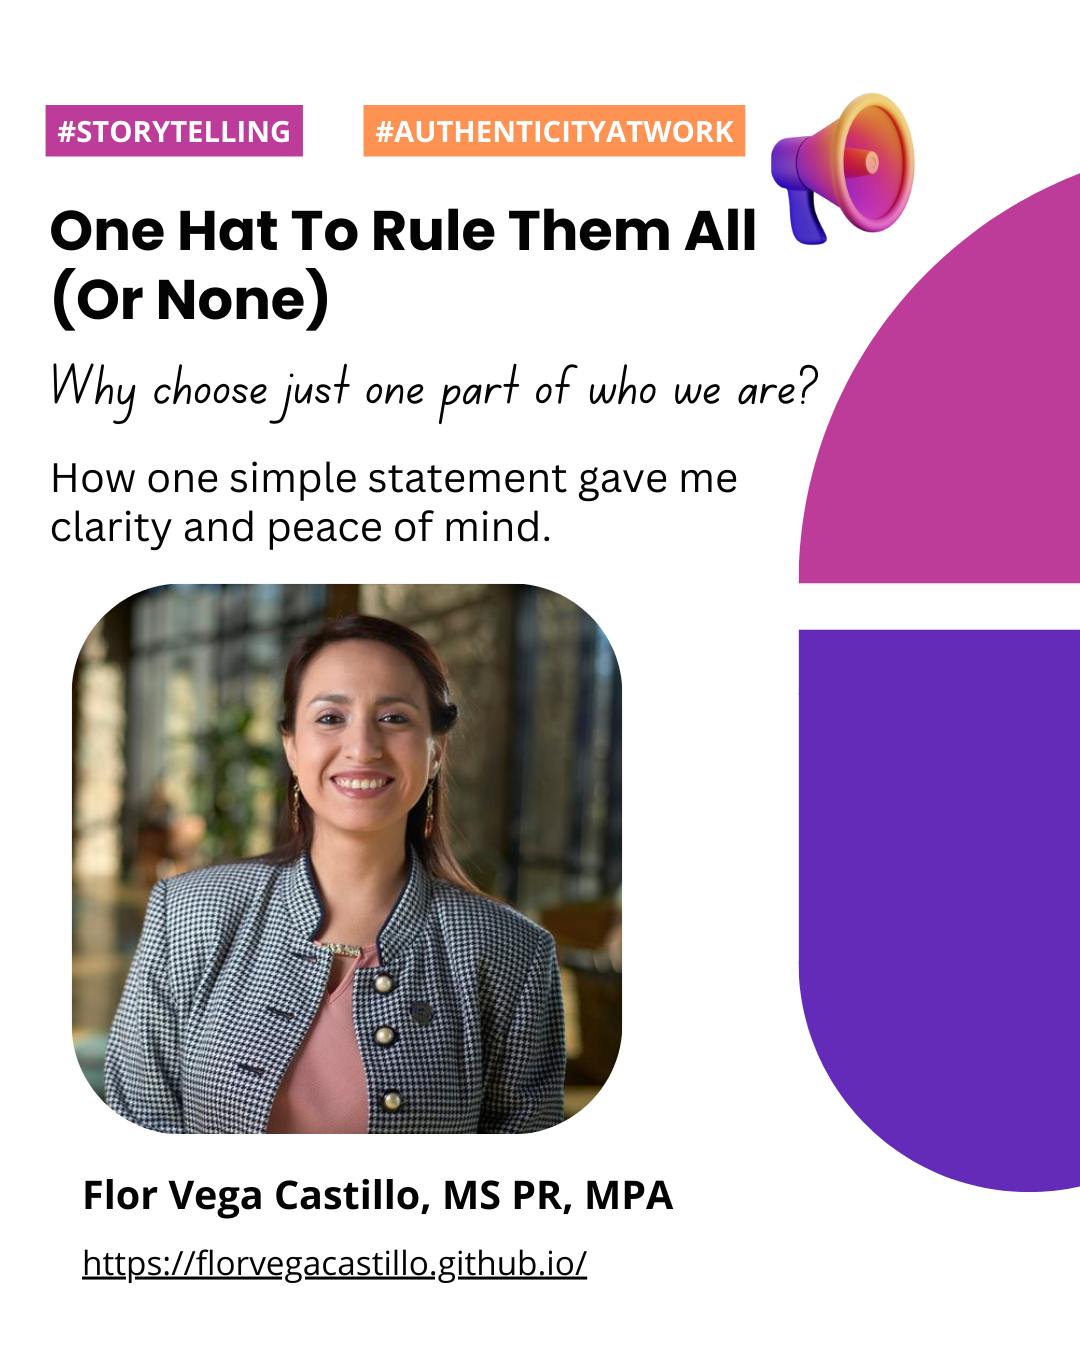 #STORYTELLING
#AUTHENTICITYATWORK
One Hat To Rule Them All
(Or None)
Why choose just one part of who we are?
How one simple statement gave me
clarity and peace of mind.
Flor Vega Castillo, MS PR, MPA
https://florvegacastillo.github.io/